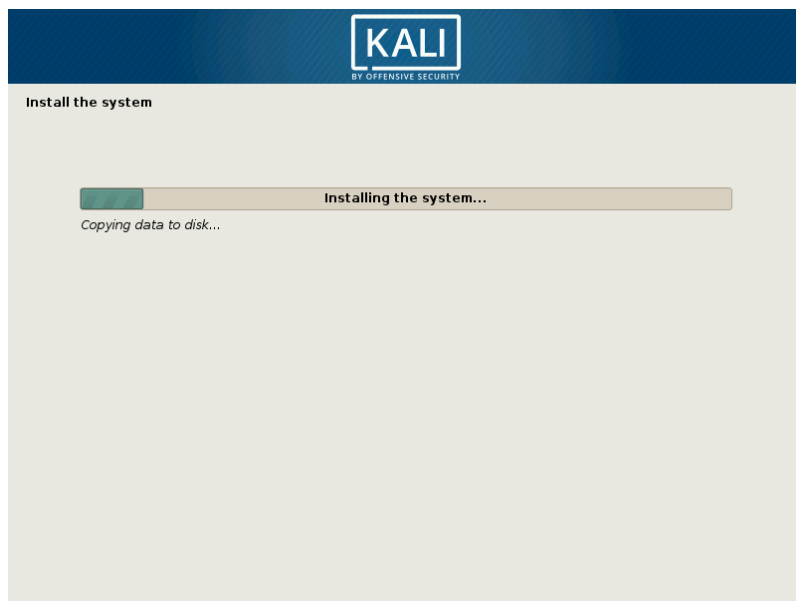 KALI
BY OFFENSIVE SECURITY
Install the system
Installing the system...
Copying data to disk...